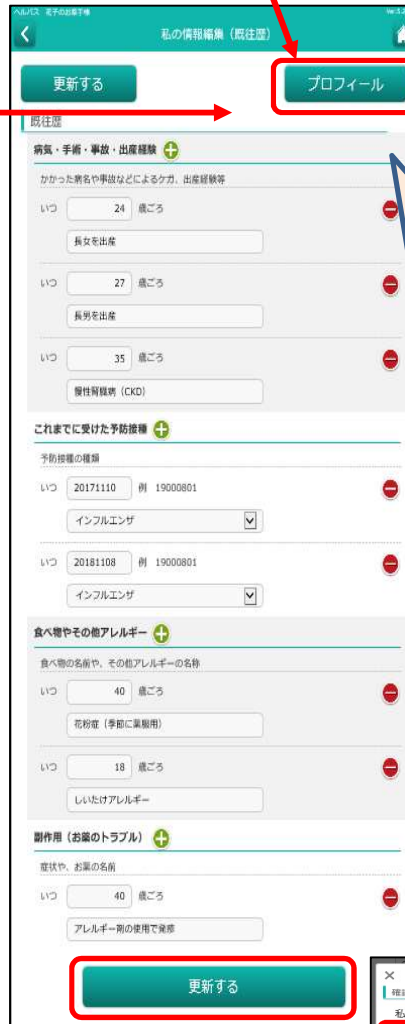 ヘルパス 花子のお薬手帳
私の情報編集（既往歴）
更新する
プロフィール
既往歴
病気・手術・事故・出産経験
かかった病名や事故などによるケガ、出産経験等
いつ 24 歳ごろ
長女を出産
いつ 27 歳ごろ
長男を出産
いつ 35 歳ごろ
慢性腎臓病（CKD）
これまでに受けた予防接種
予防接種の種類
いつ 20171110 例 19000801
インフルエンザ
いつ 20181108 例 19000801
インフルエンザ
食べ物やその他アレルギー
食べ物の名前や、その他アレルギーの名称
いつ 40 歳ごろ
花粉症（季節に薬服用）
いつ 18 歳ごろ
しいたけアレルギー
副作用（お薬のトラブル）
症状や、お薬の名前
いつ 40 歳ごろ
アレルギー剤の使用で発疹
更新する